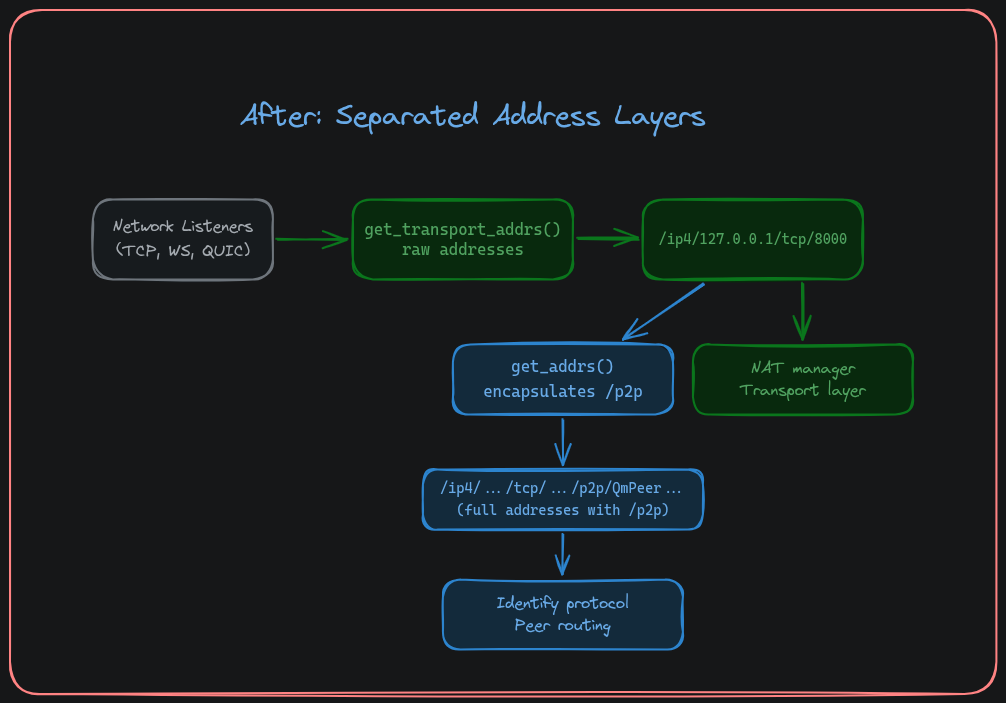 After: Separated Address Layers
Network Listeners
(TCP, WS, QUIC)
get_transport_addrs()
raw addresses
/ip4/127.0.0.1/tcp/8000
get_addrs()
encapsulates /p2p
NAT manager
Transport layer
/ip4/.../tcp/.../p2p/QmPeer...
(full addresses with /p2p)
Identify protocol
Peer routing